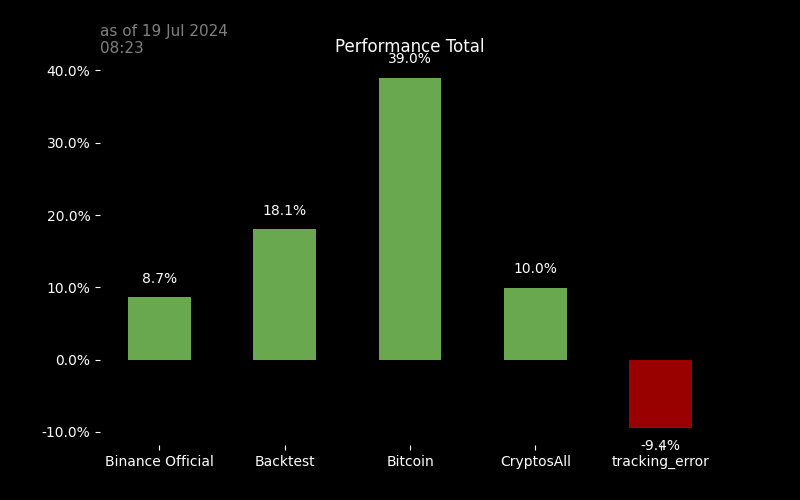 as of 19 Jul 2024
08:23
Performance Total
40.0%
30.0%
20.0%
10.0%
0.0%
-10.0%
8.7%
18.1%
39.0%
10.0%
-9.4%
Binance Official
Backtest
Bitcoin
CryptosAll
tracking_error